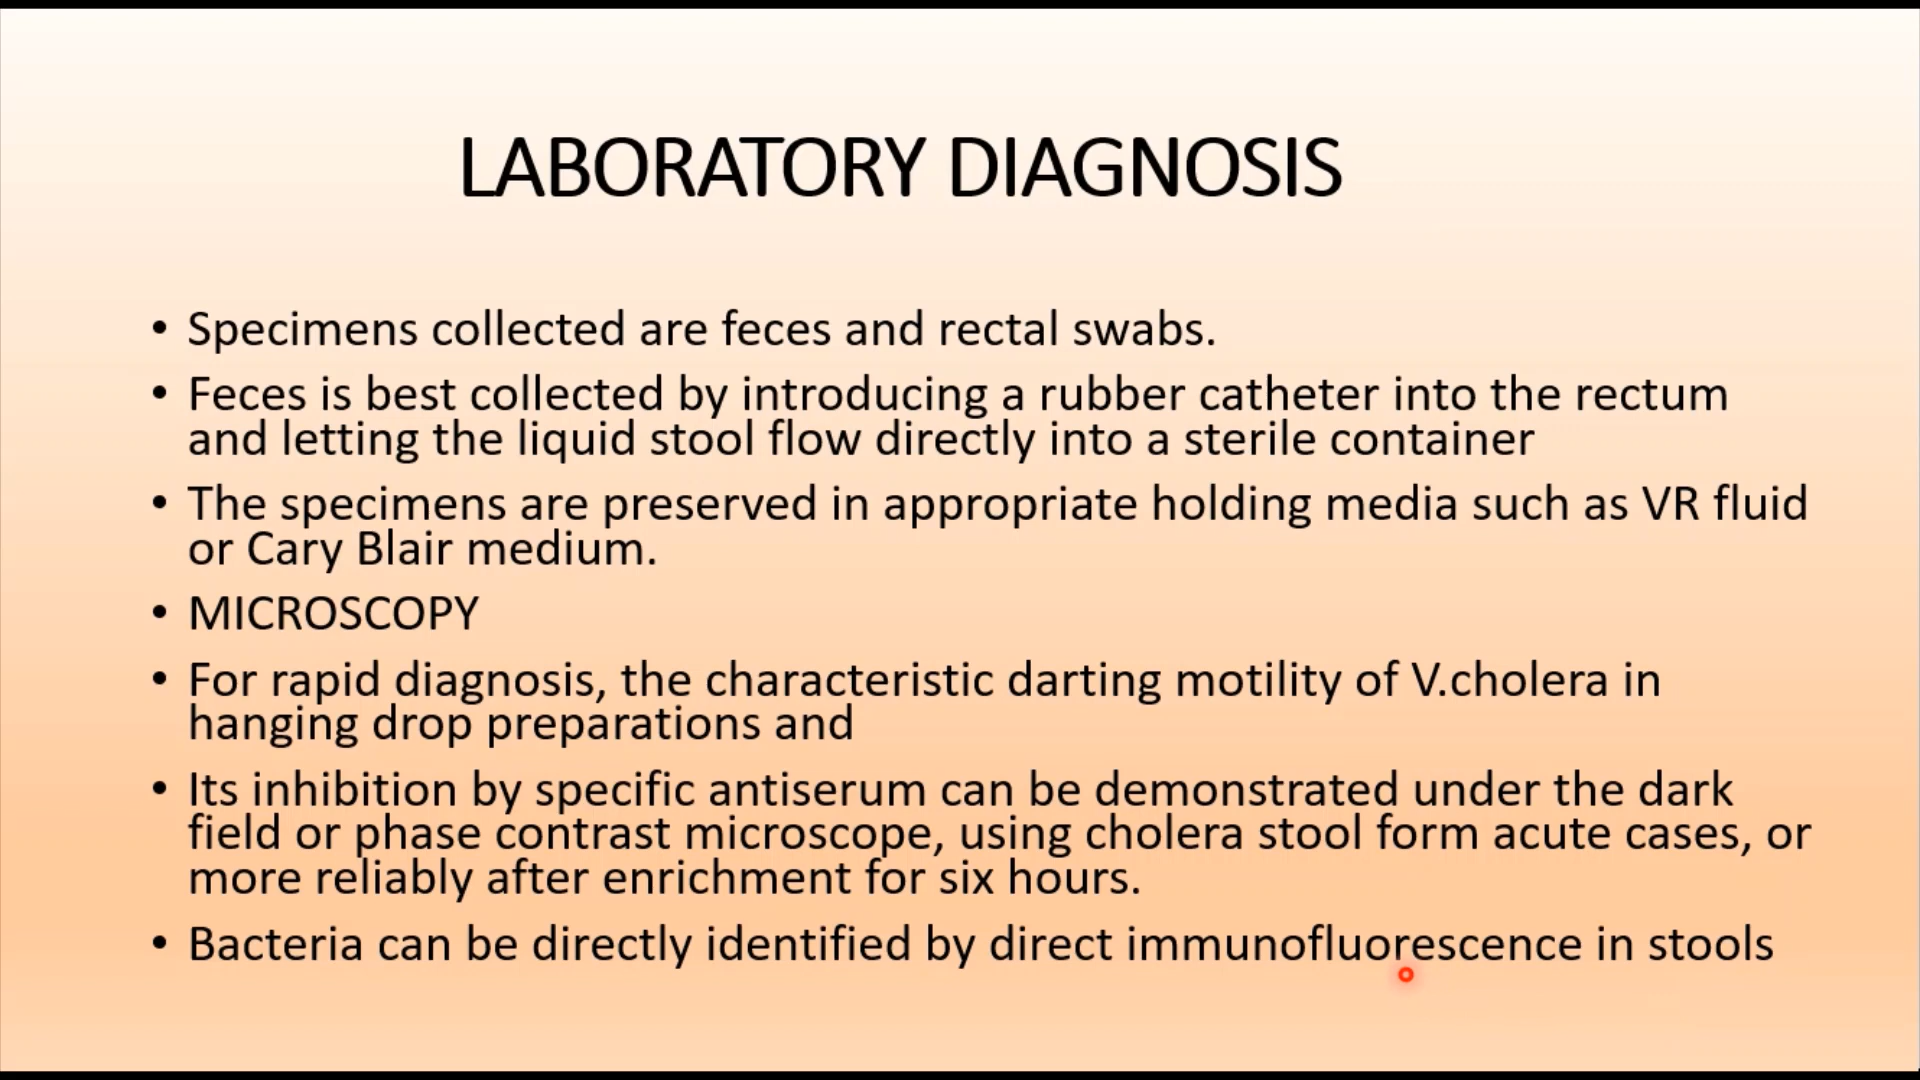 LABORATORY DIAGNOSIS
• Specimens collected are feces and rectal swabs.
• Feces is best collected by introducing a rubber catheter into the rectum
and letting the liquid stool flow directly into a sterile container
• The specimens are preserved in appropriate holding media such as VR fluid
or Cary Blair medium.
• MICROSCOPY
• For rapid diagnosis, the characteristic darting motility of V.cholera in
hanging drop preparations and
• Its inhibition by specific antiserum can be demonstrated under the dark
field or phase contrast microscope, using cholera stool form acute cases, or
more reliably after enrichment for six hours.
• Bacteria can be directly identified by direct immunofluorescence in stools